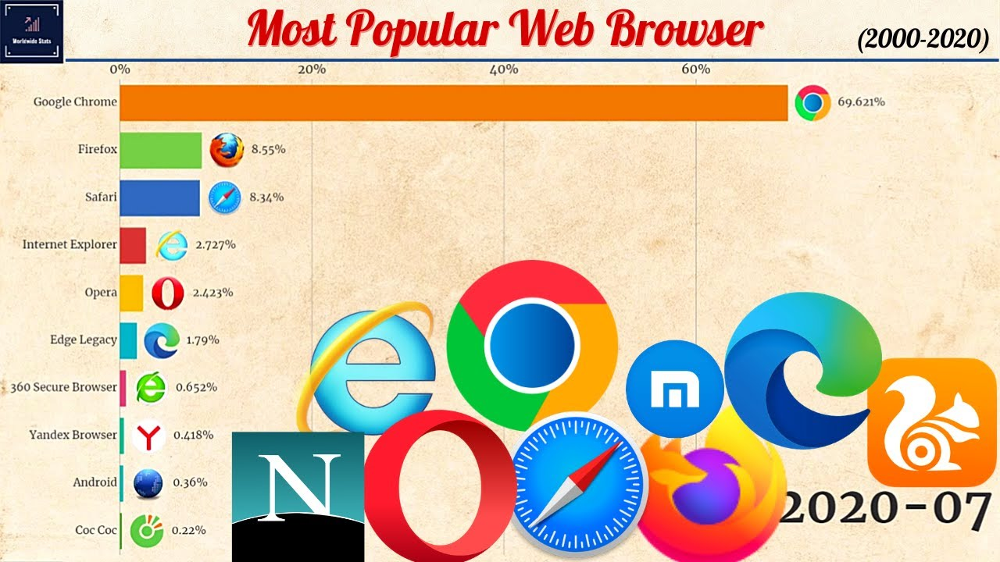 Worldwide Stats
Most Popular Web Browser
(2000-2020)
0% 20% 40% 60%
Google Chrome 69.621%
Firefox 8.55%
Safari 8.34%
Internet Explorer 2.727%
Opera 2.423%
Edge Legacy 1.79%
360 Secure Browser 0.652%
Yandex Browser 0.418%
Android 0.36%
Coc Coc 0.22%
N
2020-07